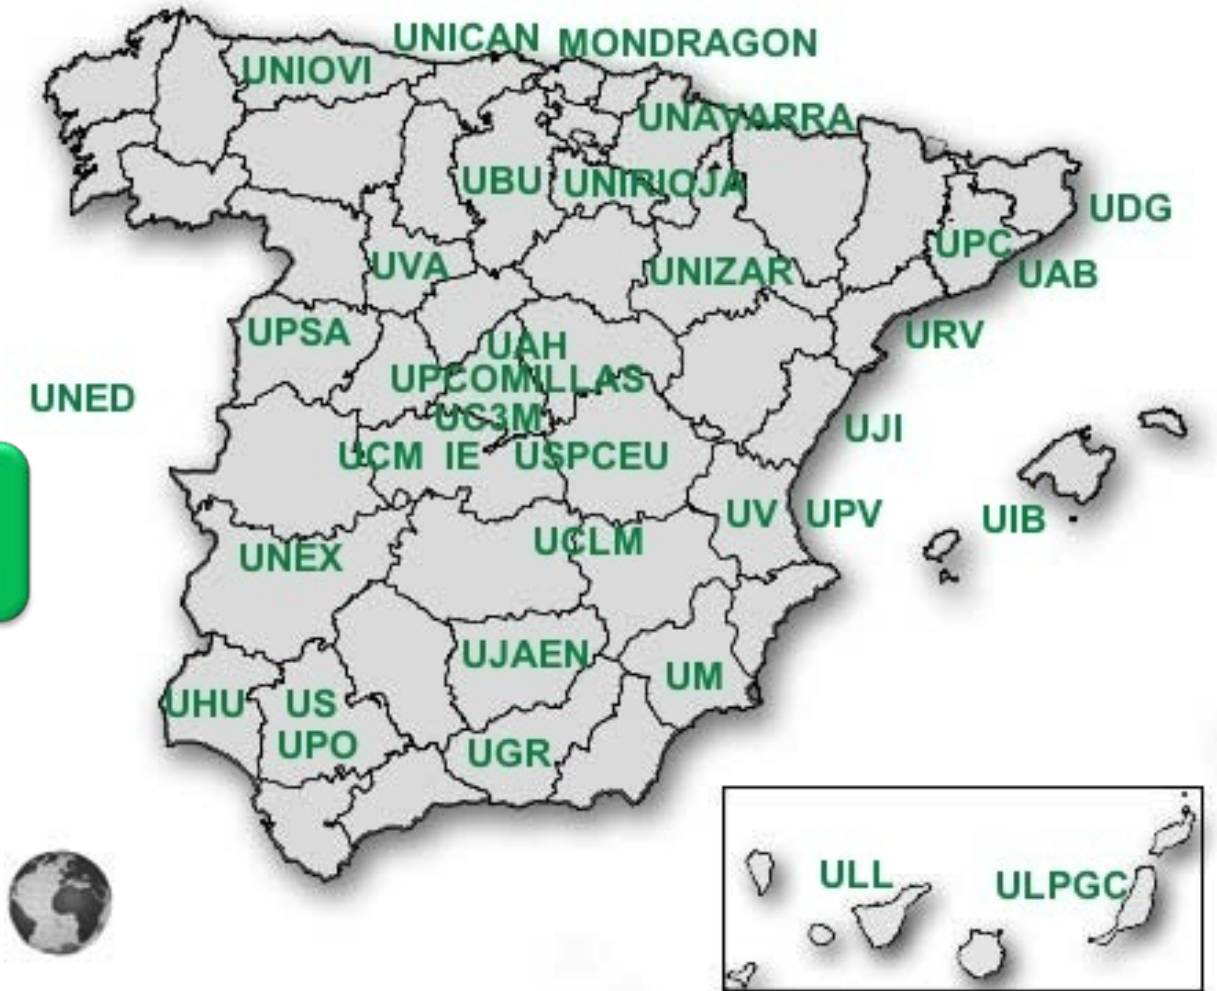 UNICAN MONDRAGON
UNIOVI
UNAVARRA
UBU UNIRIOJA
UDG
UPC
UVA UNIZAR UAB
UPSA UAH URV
UPCOMILLAS
UNED
UC3M UJI
UCM IE USPCEU
UV UPV UIB
UCLM
UNEX
UJAEN
UM
UHU US
UPO UGR
ULL ULPGC